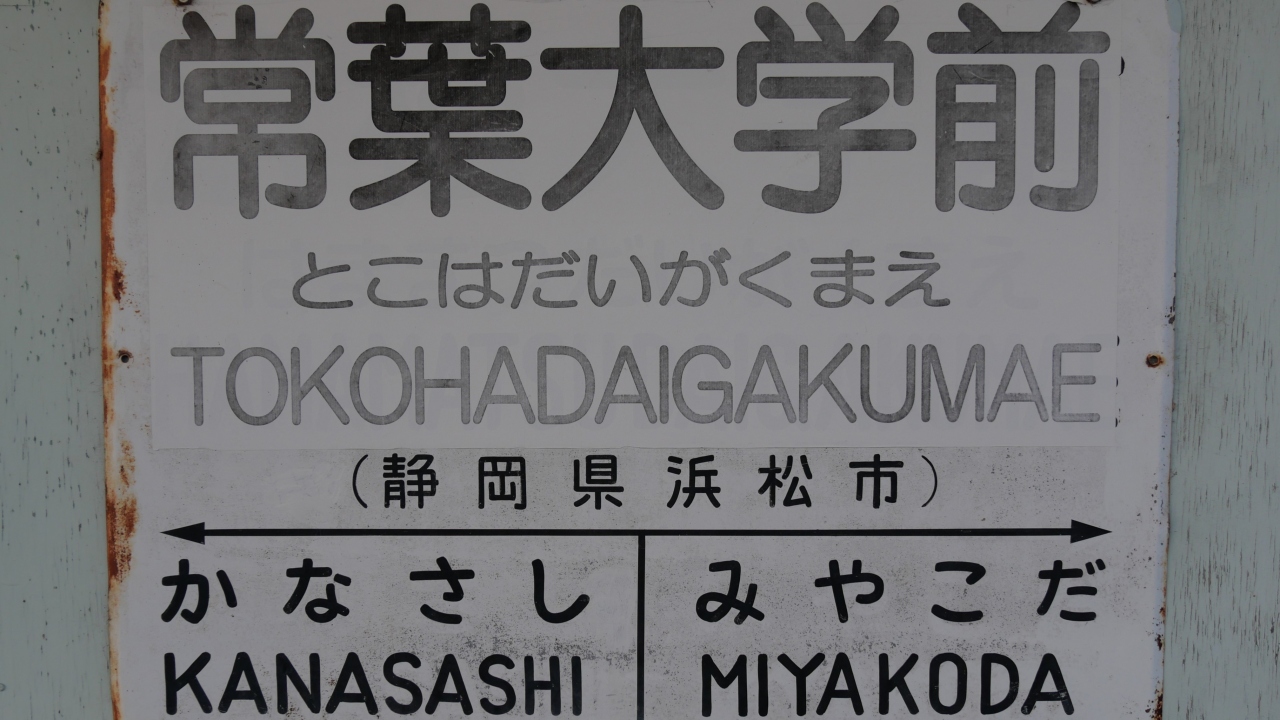 常葉大学前
とこはだいがくまえ
TOKOHADAIGAKUMAE
（静岡県浜松市）
かなさし みやこだ
KANASASHI MIYAKODA